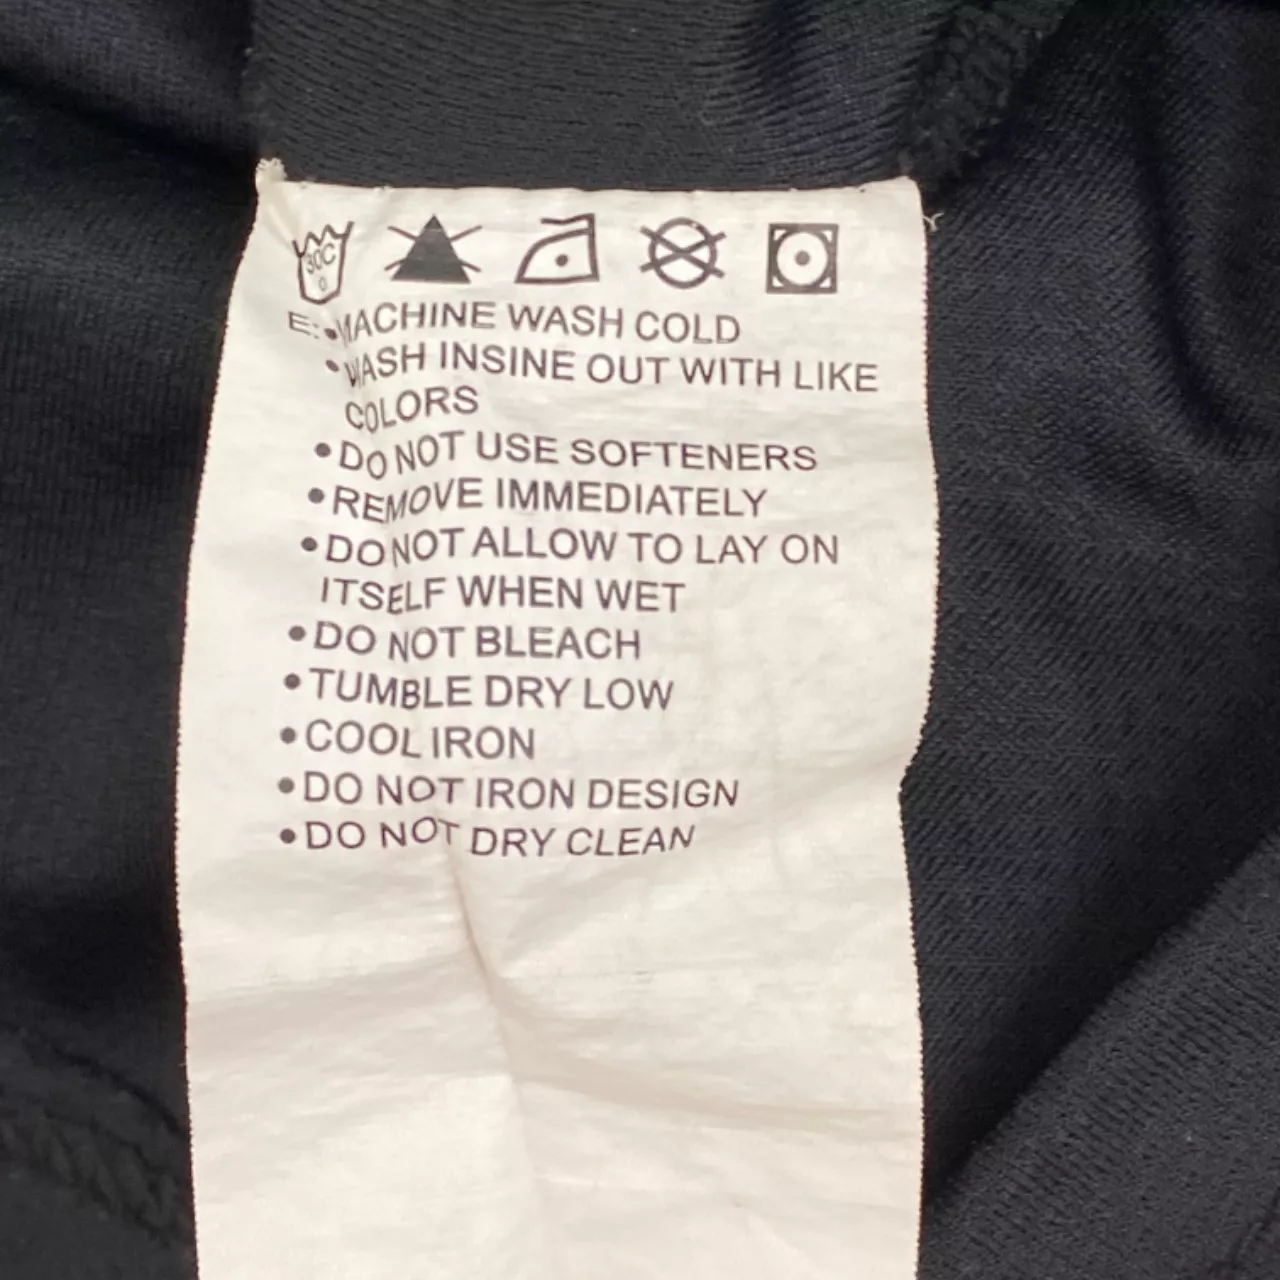 30C
E:•MACHINE WASH COLD
•WASH INSINE OUT WITH LIKE
COLORS
•DO NOT USE SOFTENERS
•REMOVE IMMEDIATELY
•DO NOT ALLOW TO LAY ON
ITSELF WHEN WET
•DO NOT BLEACH
•TUMBLE DRY LOW
•COOL IRON
•DO NOT IRON DESIGN
•DO NOT DRY CLEAN